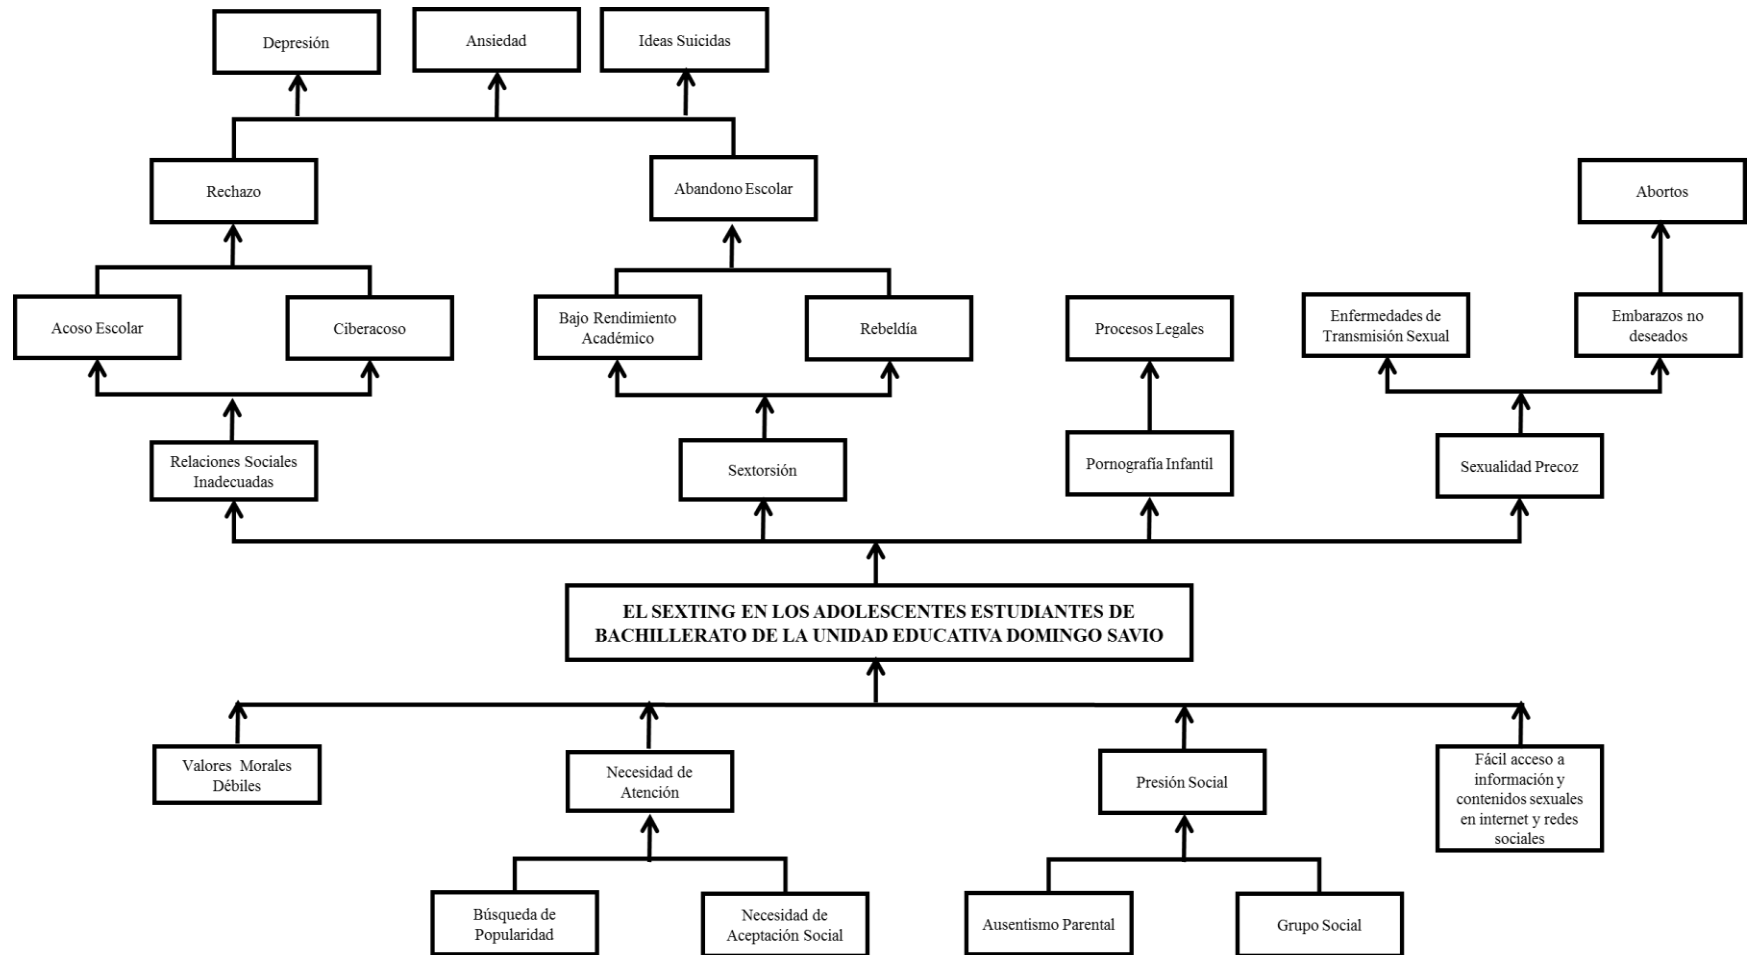 Depresión
Ansiedad
Ideas Suicidas
Rechazo
Abandono Escolar
Abortos
Acoso Escolar
Ciberacoso
Bajo Rendimiento
Académico
Rebeldía
Procesos Legales
Enfermedades de
Transmisión Sexual
Embarazos no
deseados
Relaciones Sociales
Inadecuadas
Sextorsión
Pornografía Infantil
Sexualidad Precoz
EL SEXTING EN LOS ADOLESCENTES ESTUDIANTES DE
BACHILLERATO DE LA UNIDAD EDUCATIVA DOMINGO SAVIO
Valores Morales
Débiles
Necesidad de
Atención
Presión Social
Fácil acceso a
información y
contenidos sexuales
en internet y redes
sociales
Búsqueda de
Popularidad
Necesidad de
Aceptación Social
Ausentismo Parental
Grupo Social